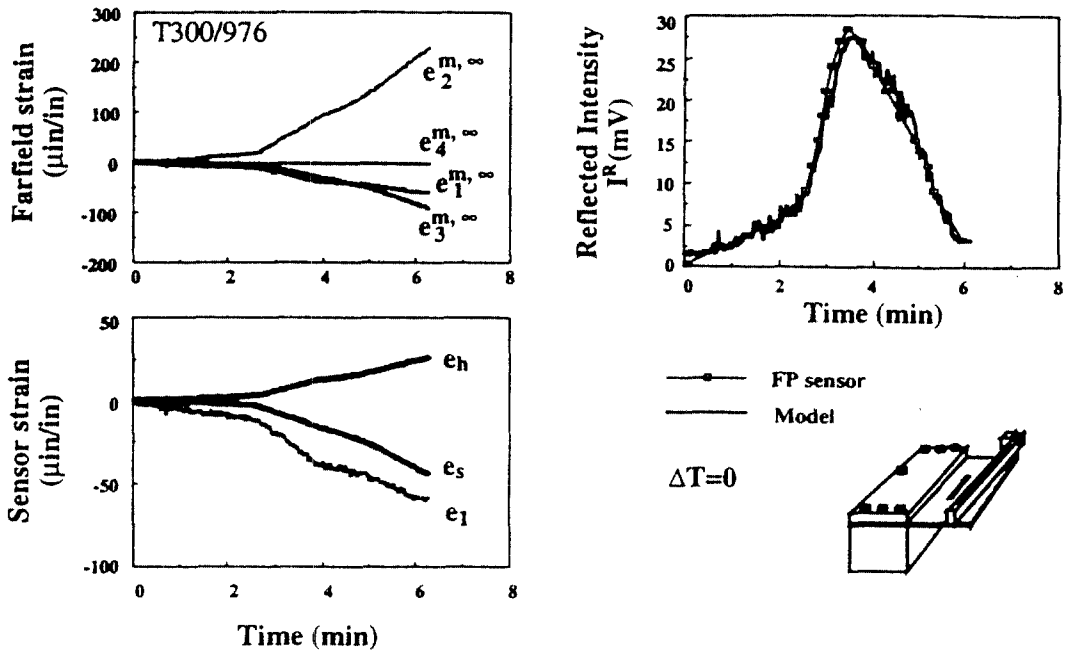 T300/976
Farfield strain
(μin/in)
300
200
100
0
-100
-200
0 2 4 6 8
e₂ᵐ, ∞
e₄ᵐ, ∞
e₁ᵐ, ∞
e₃ᵐ, ∞
Sensor strain
(μin/in)
50
0
-50
-100
0 2 4 6 8
eₕ
eₛ
e₁
Time (min)
Reflected Intensity
Iᴿ(mV)
25
30
20
15
10
5
0
0 2 4 6 8
Time (min)
FP sensor
Model
ΔT=0